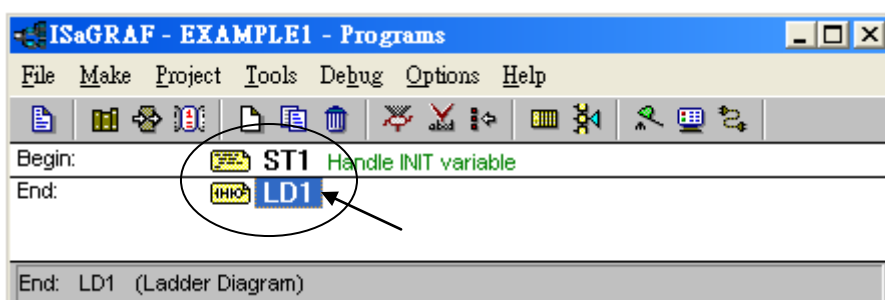 ISaGRAF - EXAMPLE1 - Programs
File Make Project Tools Debug Options Help
Begin: ST1 Handle INIT variable
End: LD1
End: LD1 (Ladder Diagram)